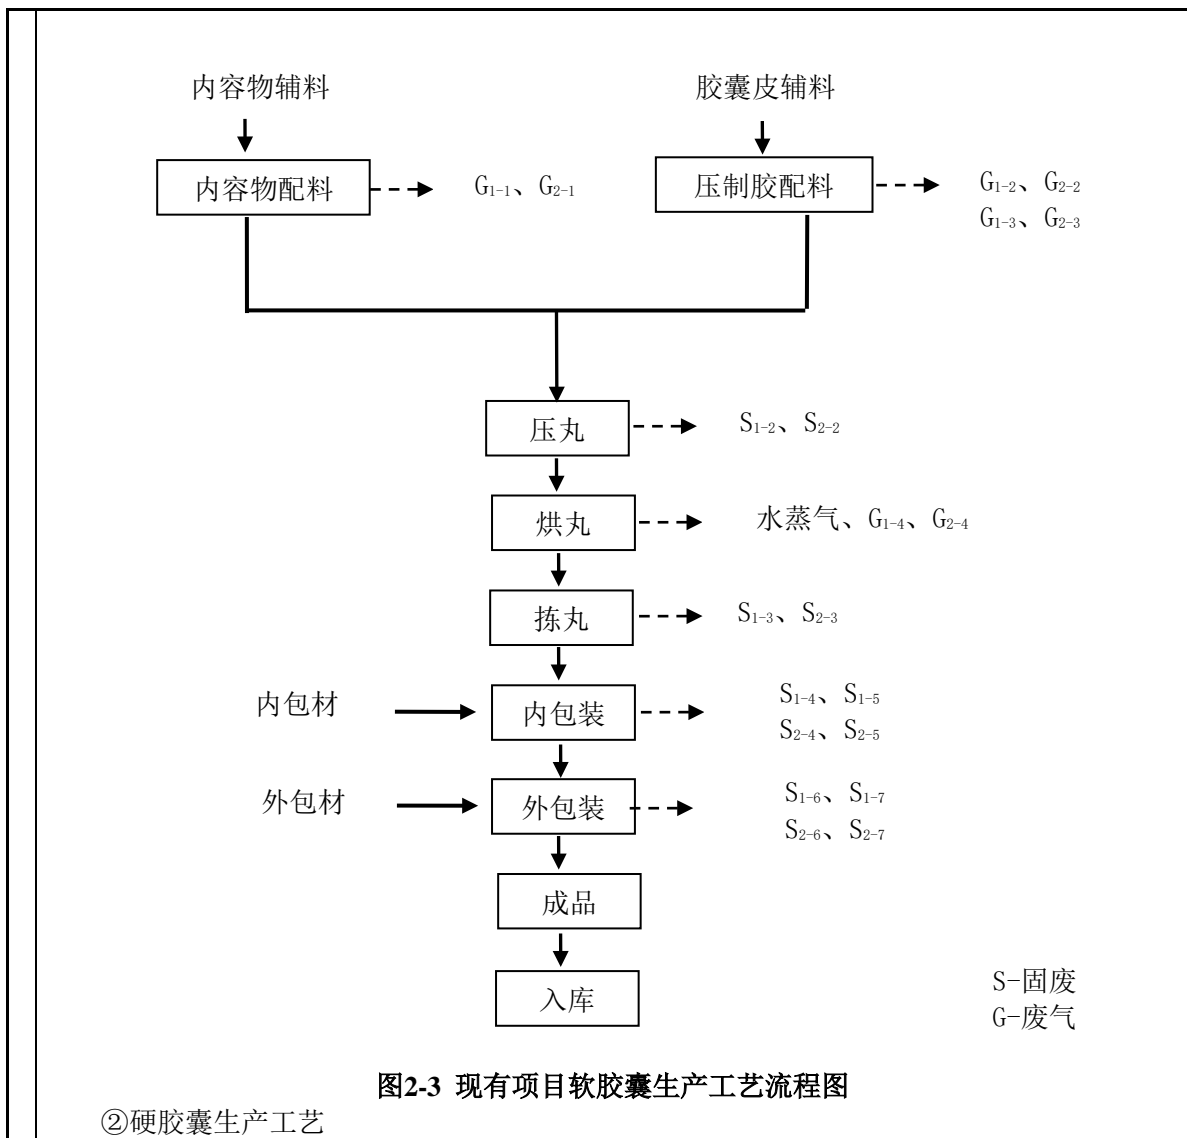 内容物辅料 胶囊皮辅料
内容物配料 G1-1、G2-1 压制胶配料 G1-2、G2-2
G1-3、G2-3
压丸 S1-2、S2-2
烘丸 水蒸气、G1-4、G2-4
拣丸 S1-3、S2-3
内包材 内包装 S1-4、S1-5
S2-4、S2-5
外包材 外包装 S1-6、S1-7
S2-6、S2-7
成品
入库
S-固废
G-废气
图2-3 现有项目软胶囊生产工艺流程图
②硬胶囊生产工艺